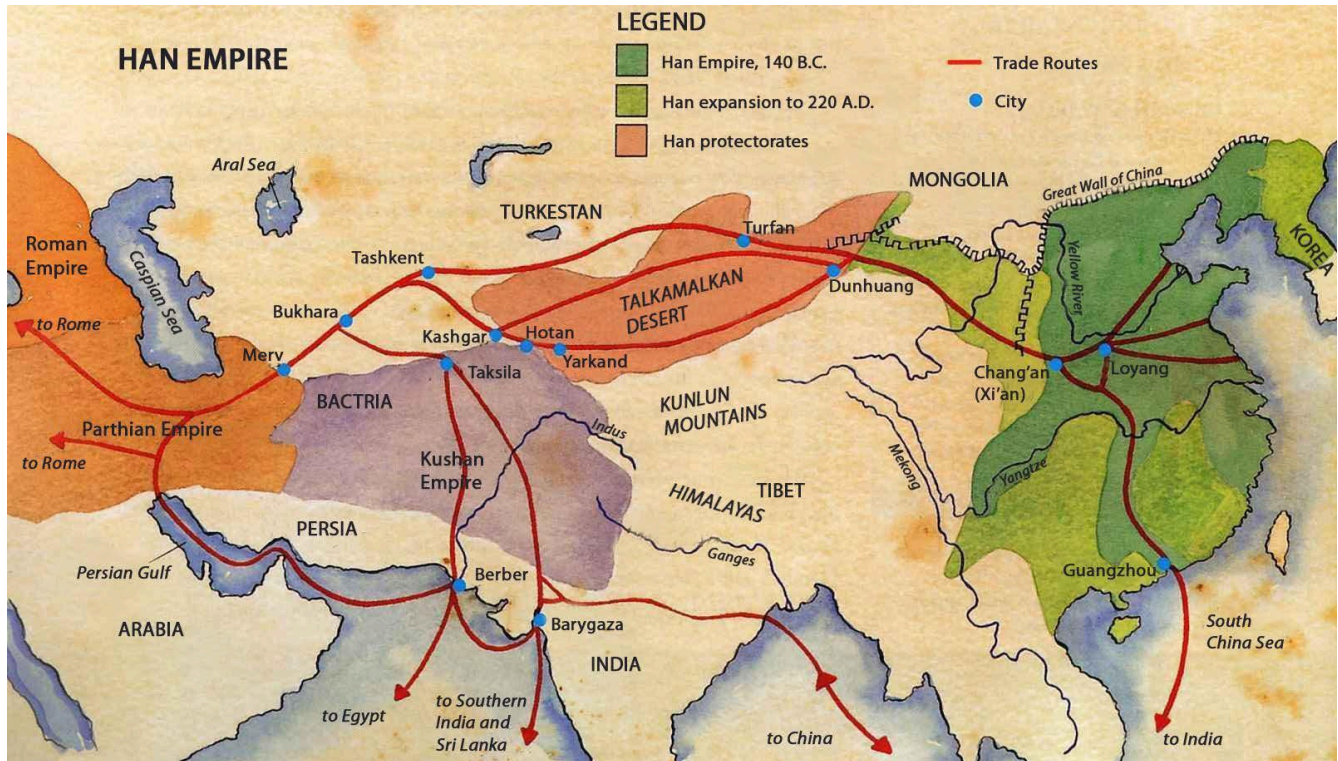 HAN EMPIRE
LEGEND
Han Empire, 140 B.C.
Han expansion to 220 A.D.
Han protectorates
Trade Routes
City
Aral Sea
TURKESTAN
MONGOLIA
Great Wall of China
Roman
Empire
Caspian Sea
Tashkent
Turfan
Yellow River
KOREA
to Rome
Bukhara
Kashgar
Hotan
Yarkand
TALKAMALKAN
DESERT
Dunhuang
Merv
Taksila
Chang'an
(Xi'an)
Loyang
BACTRIA
KUNLUN
MOUNTAINS
Parthian Empire
to Rome
Indus
Kushan
Empire
Mekong
Yangtze
HIMALAYAS
TIBET
PERSIA
Ganges
Persian Gulf
Berber
Guangzhou
ARABIA
Barygaza
INDIA
South
China Sea
to Egypt
to Southern
India and
Sri Lanka
to China
to India